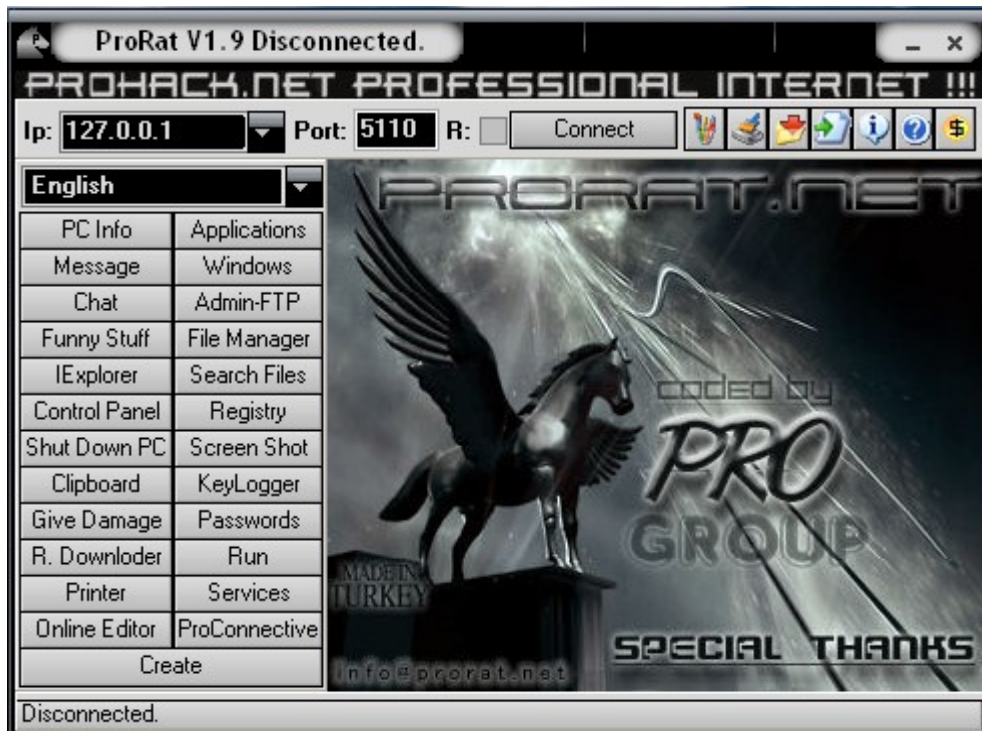 ProRat V1.9 Disconnected.
PROHACK.NET PROFESSIONAL INTERNET !!!
Ip: 127.0.0.1 Port: 5110 R: Connect
English
PC Info Applications
Message Windows
Chat Admin-FTP
Funny Stuff File Manager
IExplorer Search Files
Control Panel Registry
Shut Down PC Screen Shot
Clipboard KeyLogger
Give Damage Passwords
R. Downloder Run
Printer Services
Online Editor ProConnective
Create
PRORAT.NET
coded by
PRO
GROUP
MADE IN
TURKEY
SPECIAL THANKS
info@prorat.net
Disconnected.